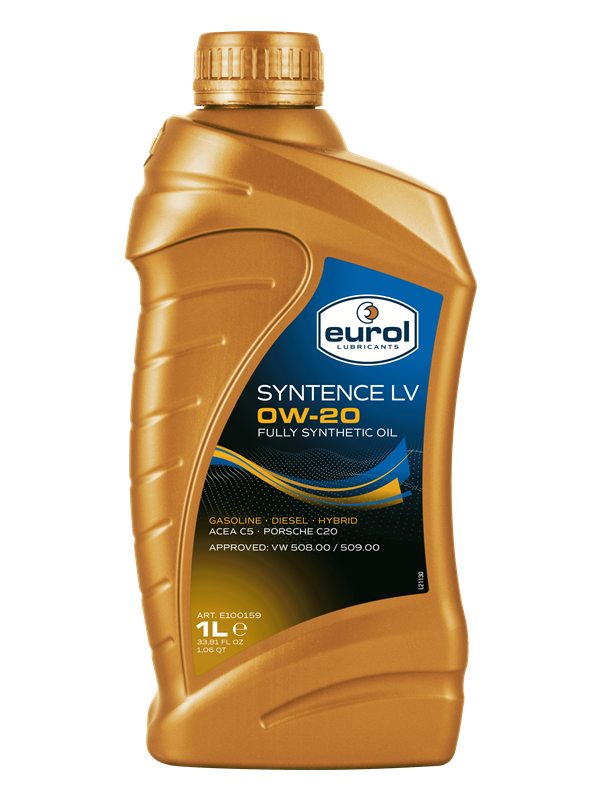 eurol
LUBRICANTS
SYNTENCE LV
0W-20
FULLY SYNTHETIC OIL
GASOLINE · DIESEL · HYBRID
ACEA C5 · PORSCHE C20
APPROVED: VW 508.00 / 509.00
L21130
ART. E100159
1L ℮
33,81 FL OZ
1,06 QT